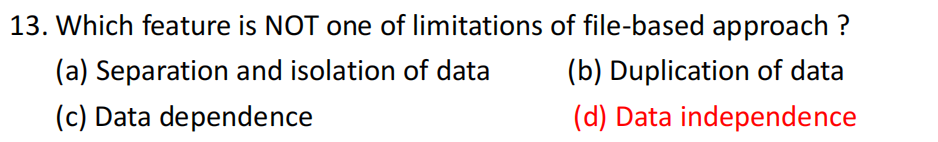 13. Which feature is NOT one of limitations of file-based approach ?
(a) Separation and isolation of data (b) Duplication of data
(c) Data dependence (d) Data independence